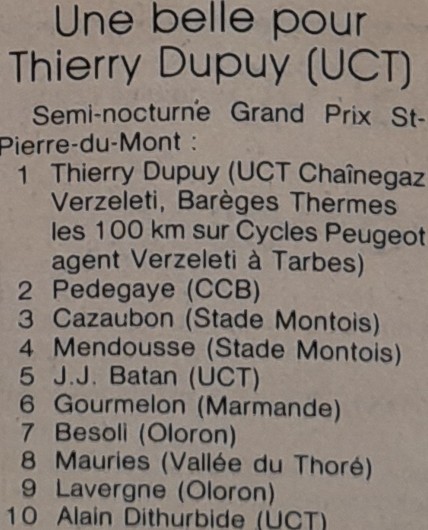 Une belle pour
Thierry Dupuy (UCT)
Semi-nocturne Grand Prix St-
Pierre-du-Mont :
1 Thierry Dupuy (UCT Chaînegaz
Verzeleti, Barèges Thermes
les 100 km sur Cycles Peugeot
agent Verzeleti à Tarbes)
2 Pedegaye (CCB)
3 Cazaubon (Stade Montois)
4 Mendousse (Stade Montois)
5 J.J. Batan (UCT)
6 Gourmelon (Marmande)
7 Besoli (Oloron)
8 Mauries (Vallée du Thoré)
9 Lavergne (Oloron)
10 Alain Dithurbide (UCT)